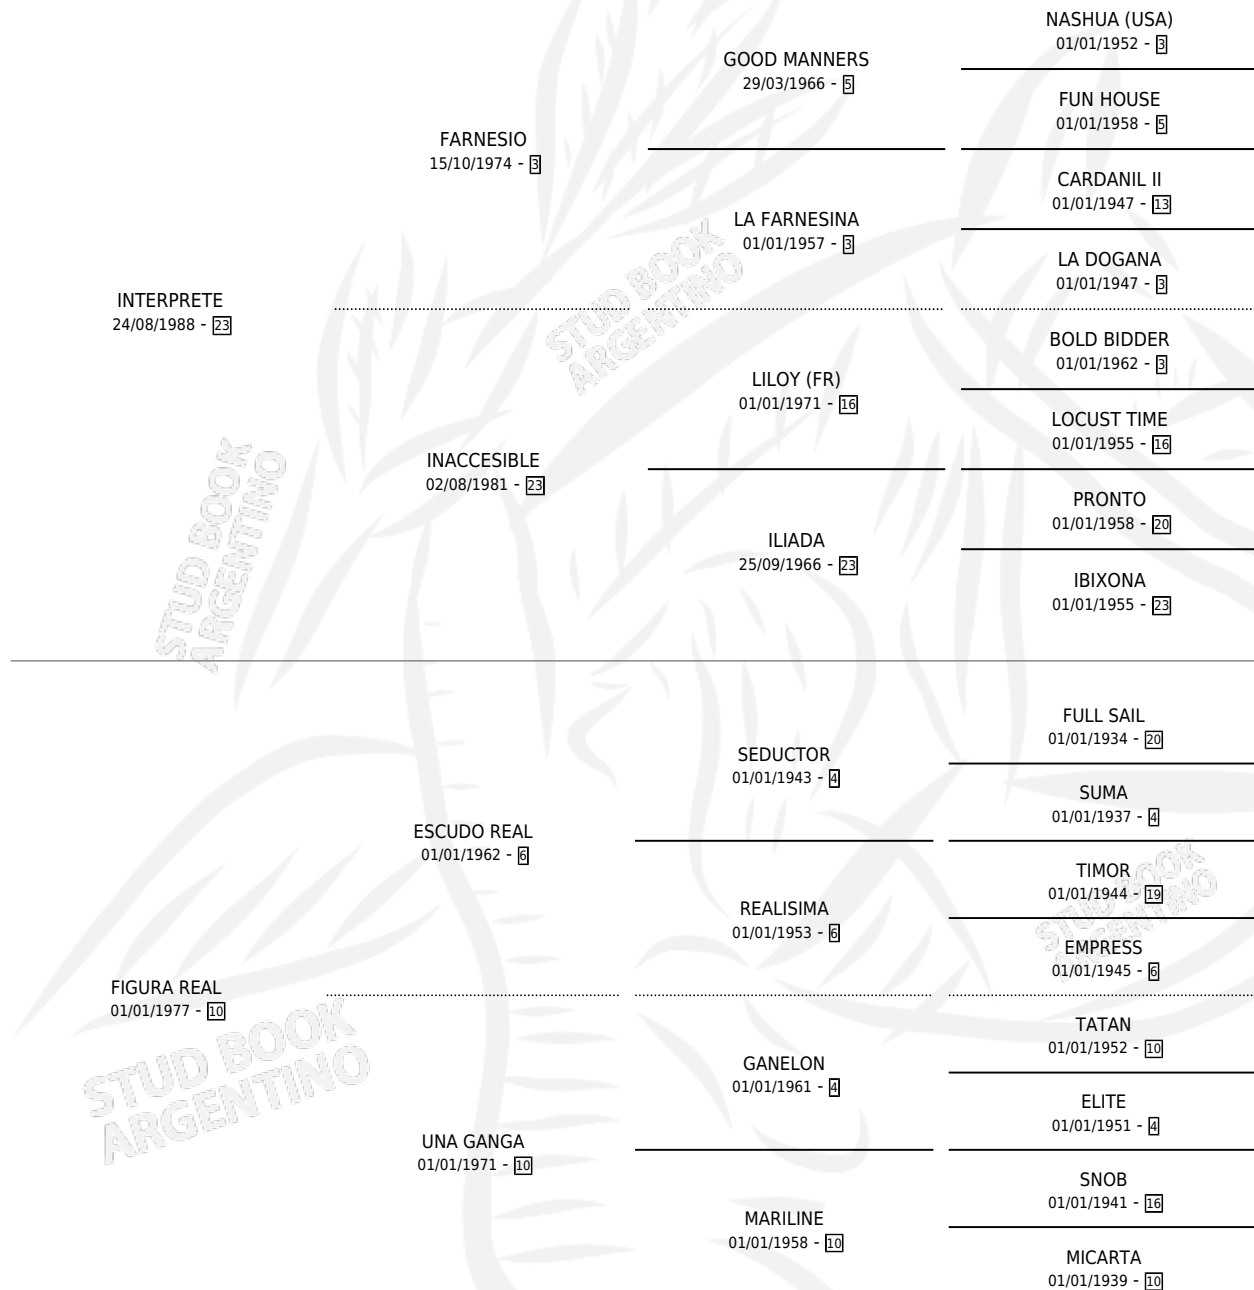 NASHUA (USA)
01/01/1952 - 3
GOOD MANNERS
29/03/1966 - 5
FUN HOUSE
01/01/1958 - 5
FARNESIO
15/10/1974 - 3
CARDANIL II
01/01/1947 - 13
LA FARNESINA
01/01/1957 - 3
LA DOGANA
01/01/1947 - 3
INTERPRETE
24/08/1988 - 23
BOLD BIDDER
01/01/1962 - 3
LILOY (FR)
01/01/1971 - 16
LOCUST TIME
01/01/1955 - 16
INACCESIBLE
02/08/1981 - 23
PRONTO
01/01/1958 - 20
ILIADA
25/09/1966 - 23
IBIXONA
01/01/1955 - 23
FULL SAIL
01/01/1934 - 20
SEDUCTOR
01/01/1943 - 4
SUMA
01/01/1937 - 4
ESCUDO REAL
01/01/1962 - 6
TIMOR
01/01/1944 - 19
REALISIMA
01/01/1953 - 6
EMPRESS
01/01/1945 - 6
FIGURA REAL
01/01/1977 - 10
TATAN
01/01/1952 - 10
GANELON
01/01/1961 - 4
ELITE
01/01/1951 - 4
UNA GANGA
01/01/1971 - 10
SNOB
01/01/1941 - 16
MARILINE
01/01/1958 - 10
MICARTA
01/01/1939 - 10
STUD BOOK
ARGENTINO
STUD BOOK
ARGENTINO
STUD BOOK
ARGENTINO
STUD BOOK
ARGENTINO